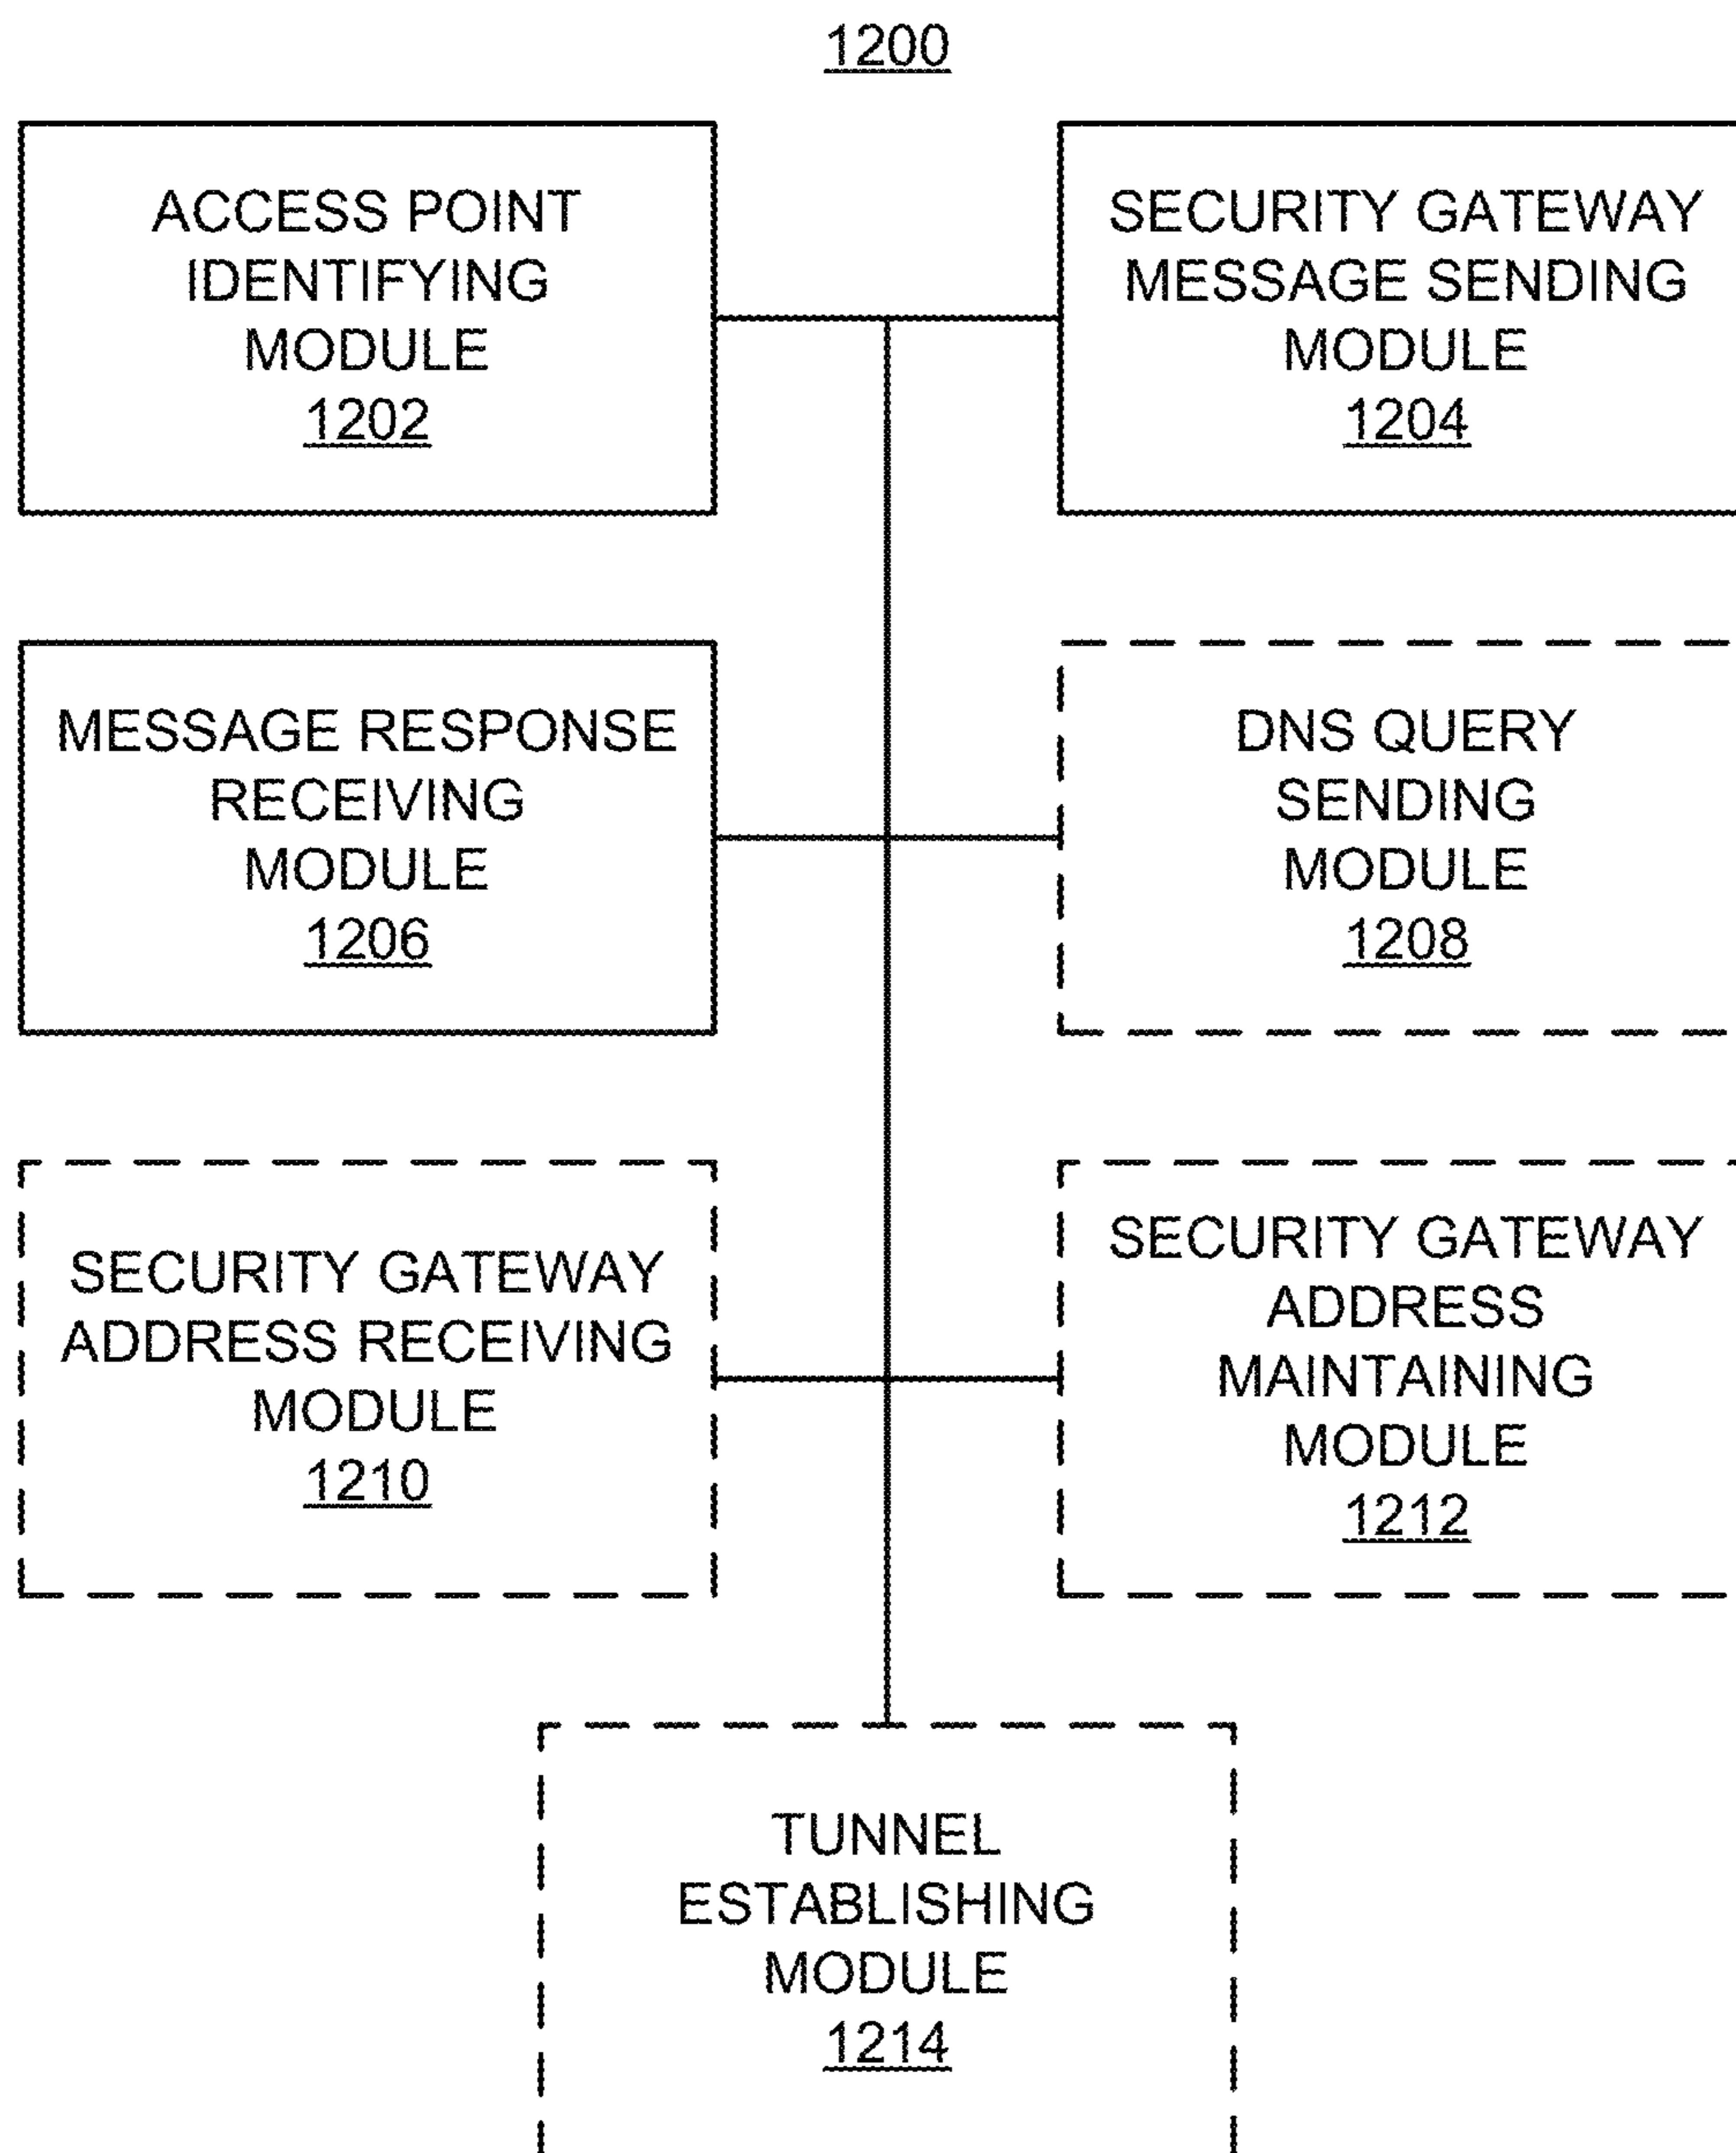 1200
ACCESS POINT
IDENTIFYING
MODULE
1202
SECURITY GATEWAY
MESSAGE SENDING
MODULE
1204
MESSAGE RESPONSE
RECEIVING
MODULE
1206
DNS QUERY
SENDING
MODULE
1208
SECURITY GATEWAY
ADDRESS RECEIVING
MODULE
1210
SECURITY GATEWAY
ADDRESS
MAINTAINING
MODULE
1212
TUNNEL
ESTABLISHING
MODULE
1214